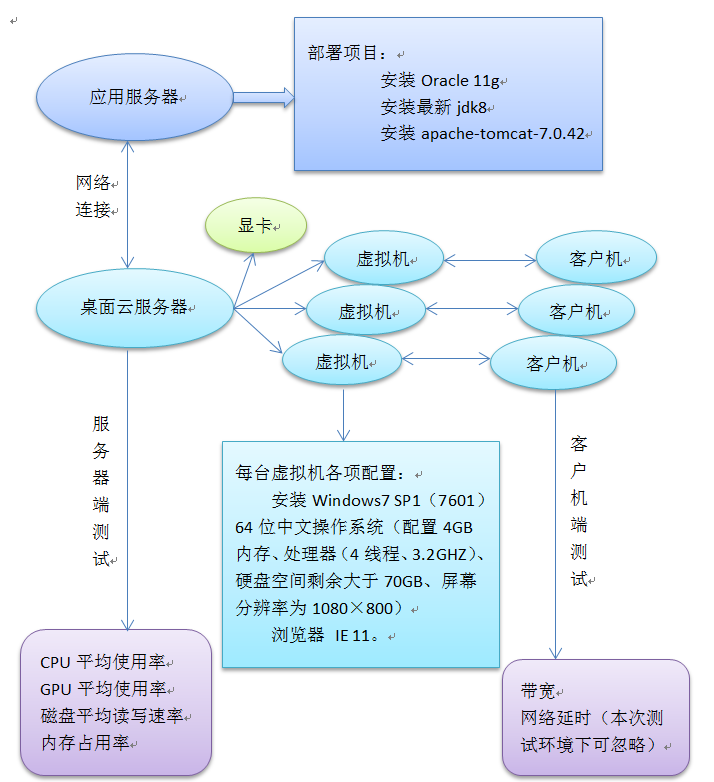 部署项目：
安装 Oracle 11g
安装最新 jdk8
安装 apache-tomcat-7.0.42
应用服务器
网络
连接
显卡
虚拟机
客户机
桌面云服务器
虚拟机
客户机
虚拟机
客户机
服务器端测试
每台虚拟机各项配置：
安装 Windows7 SP1（7601）
64 位中文操作系统（配置 4GB
内存、处理器（4 线程、3.2GHZ）、
硬盘空间剩余大于 70GB、屏幕
分辨率为 1080×800）
浏览器 IE 11。
客户机端测试
CPU 平均使用率
GPU 平均使用率
磁盘平均读写速率
内存占用率
带宽
网络延时（本次测
试环境下可忽略）